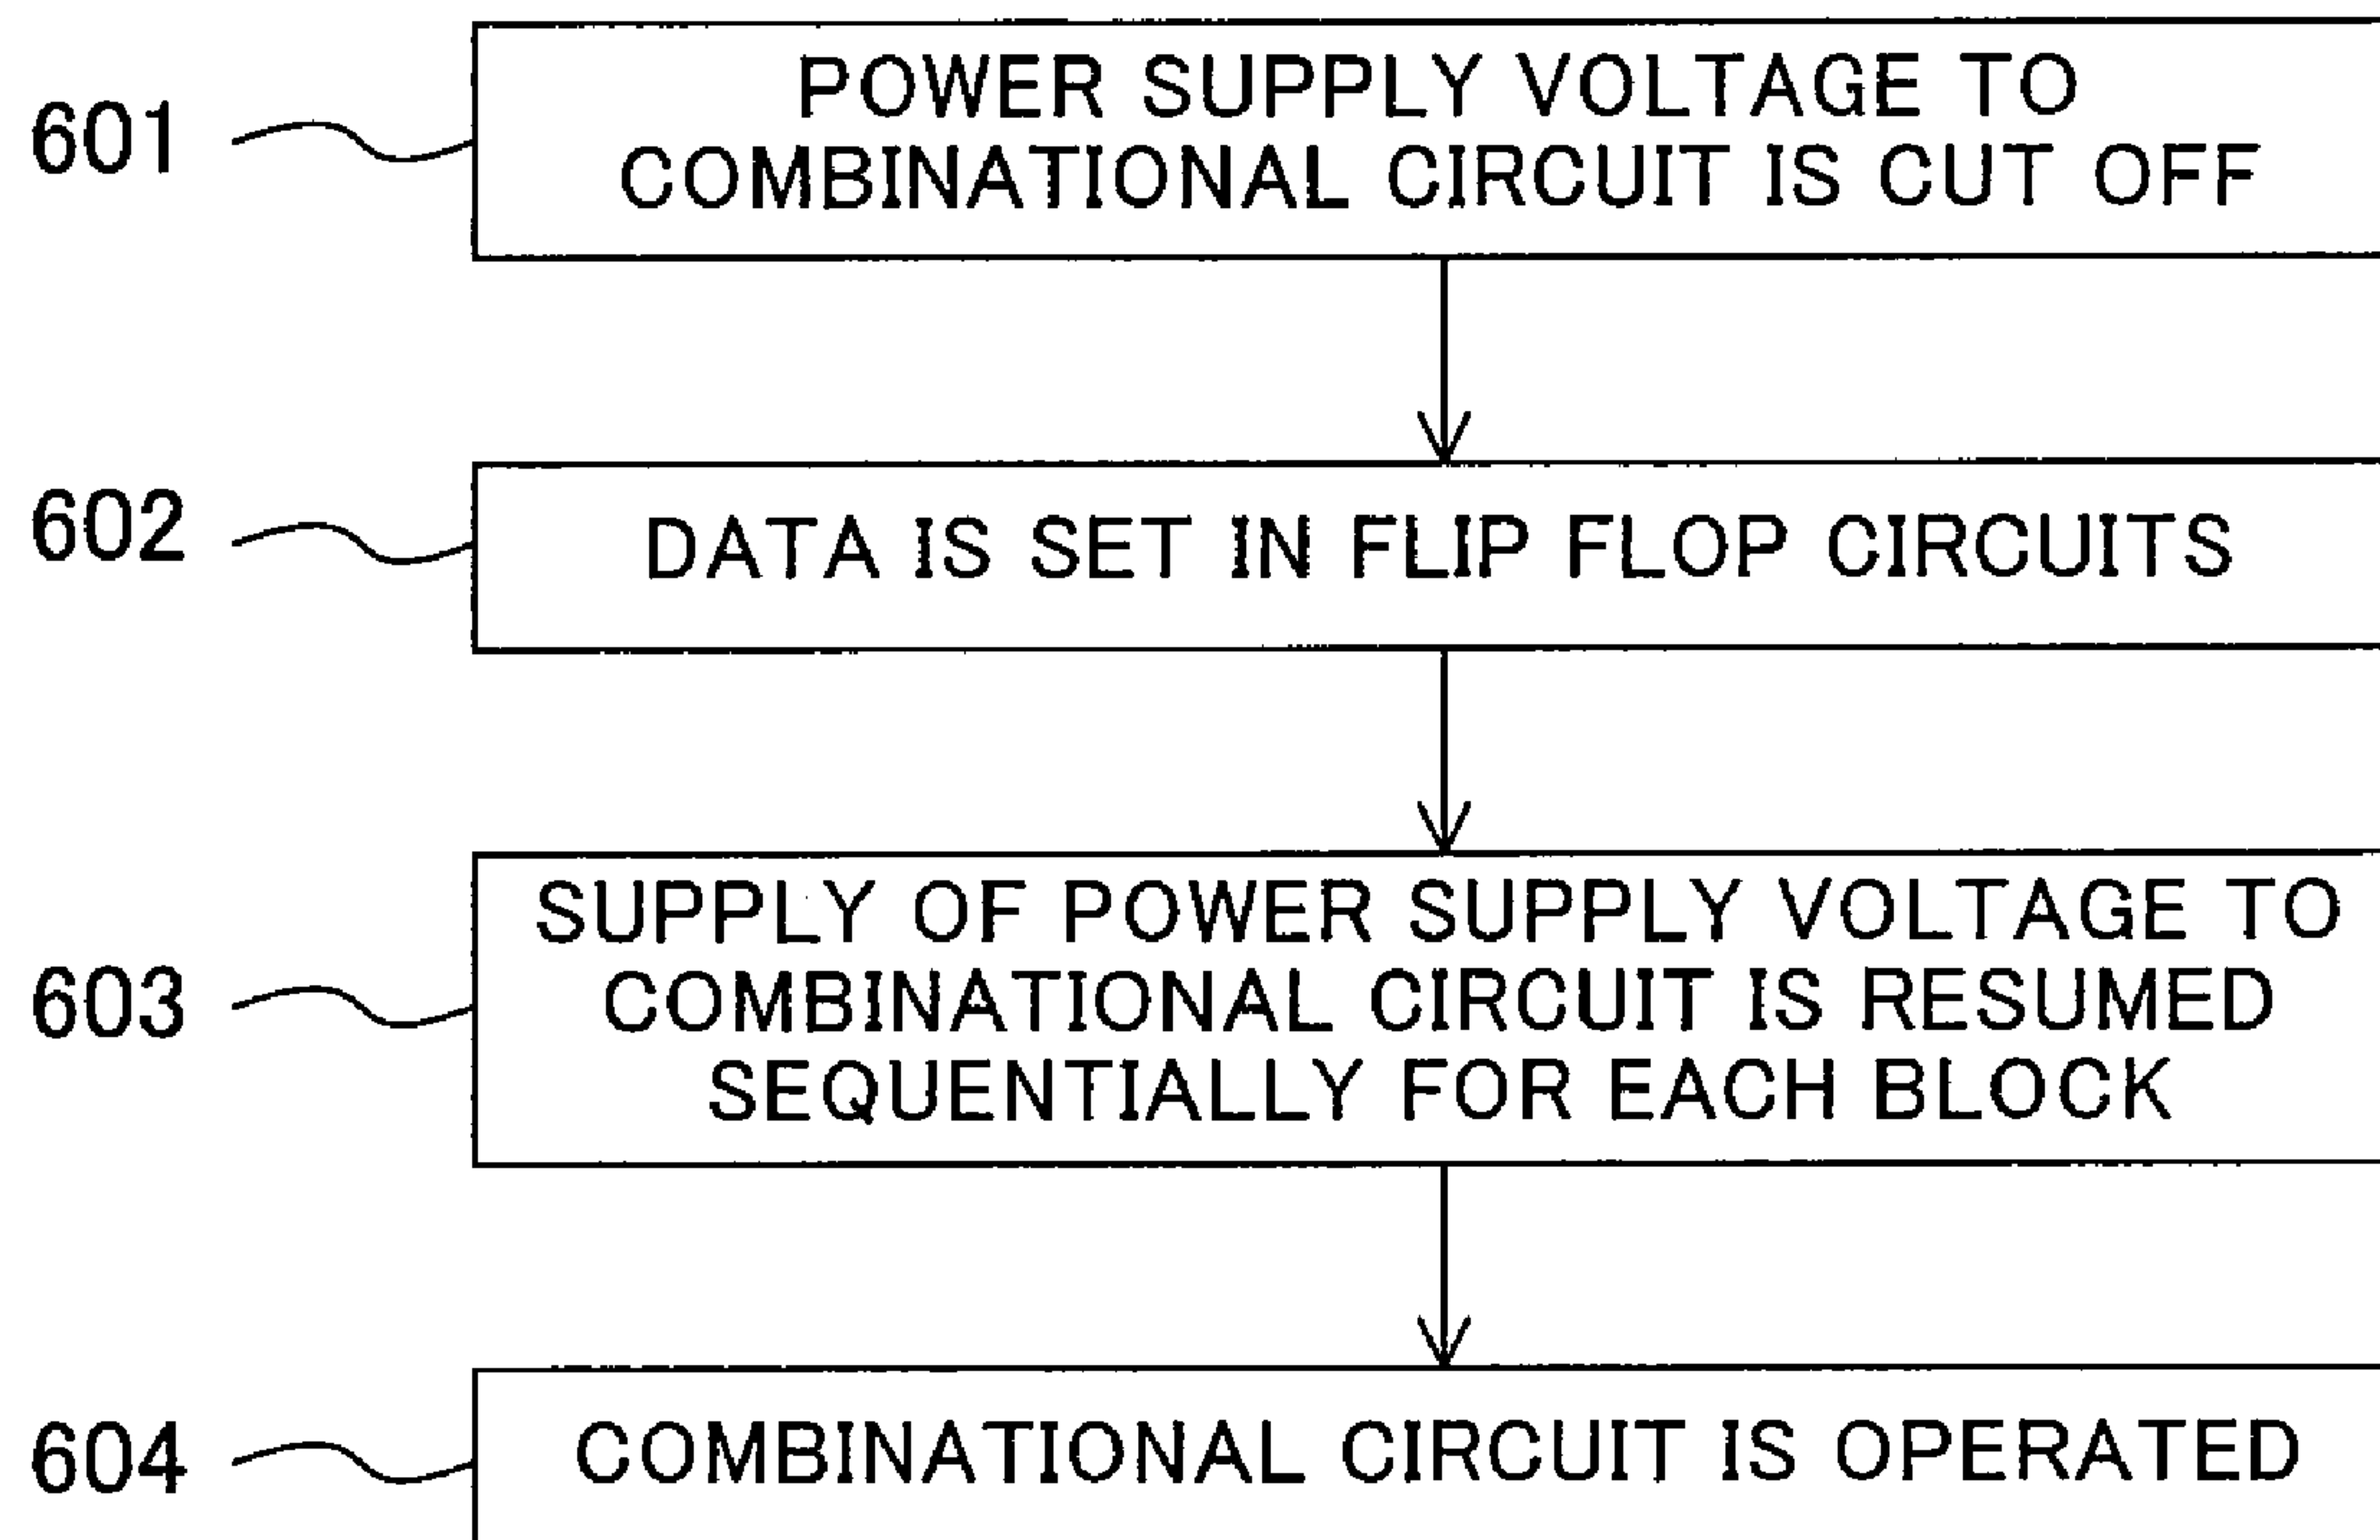 601
POWER SUPPLY VOLTAGE TO
COMBINATIONAL CIRCUIT IS CUT OFF
602
DATA IS SET IN FLIP FLOP CIRCUITS
603
SUPPLY OF POWER SUPPLY VOLTAGE TO
COMBINATIONAL CIRCUIT IS RESUMED
SEQUENTIALLY FOR EACH BLOCK
604
COMBINATIONAL CIRCUIT IS OPERATED